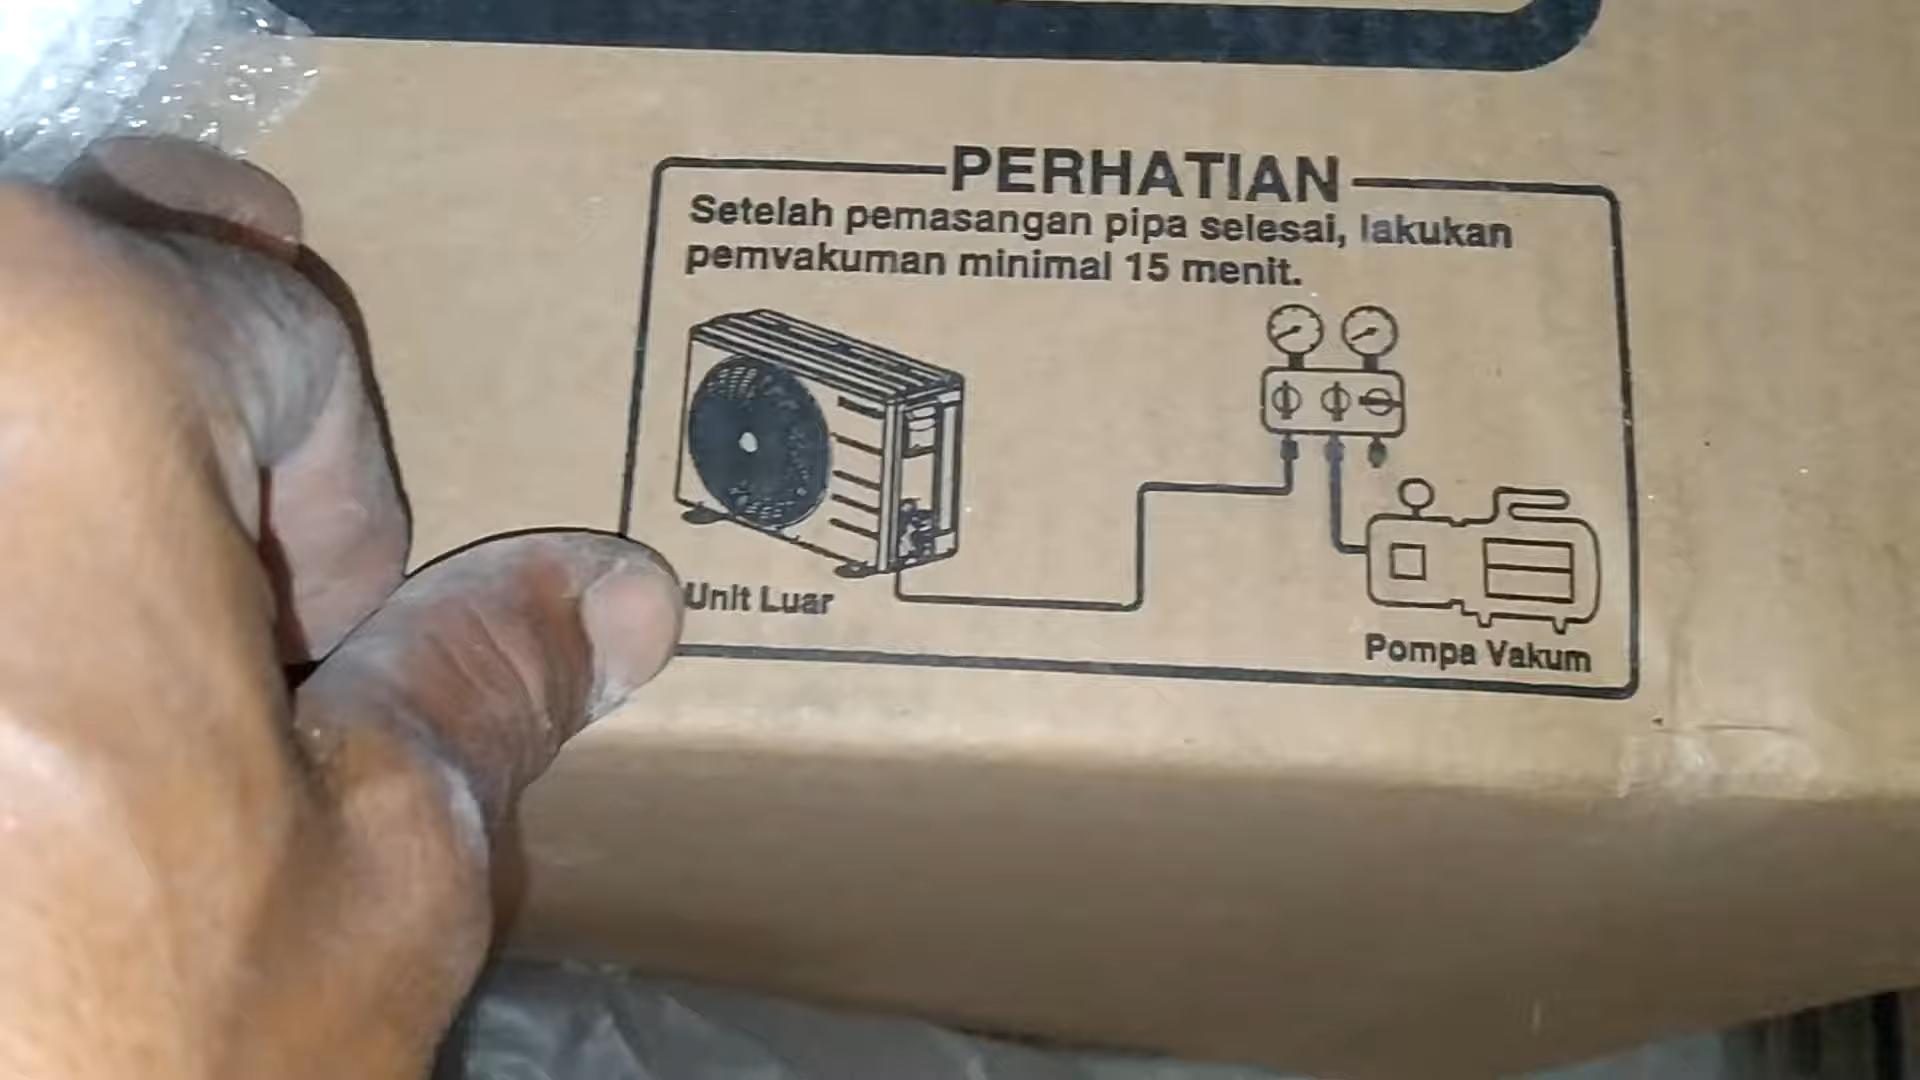 PERHATIAN
Setelah pemasangan pipa selesai, lakukan
pemvakuman minimal 15 menit.
Unit Luar
Pompa Vakum